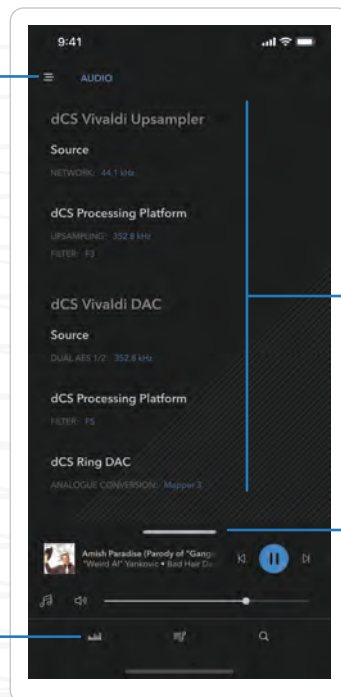 9:41
AUDIO
dCS Vivaldi Upsampler
Source
NETWORK: 44.1 kHz
dCS Processing Platform
UPSAMPLING: 352.8 kHz
FILTER: F3
dCS Vivaldi DAC
Source
DUAL AES 1/2: 352.8 kHz
dCS Processing Platform
FILTER: F5
dCS Ring DAC
ANALOGUE CONVERSION: Mapper 3
Amish Paradise (Parody of "Gang
"Weird Al" Yankovic • Bad Hair D